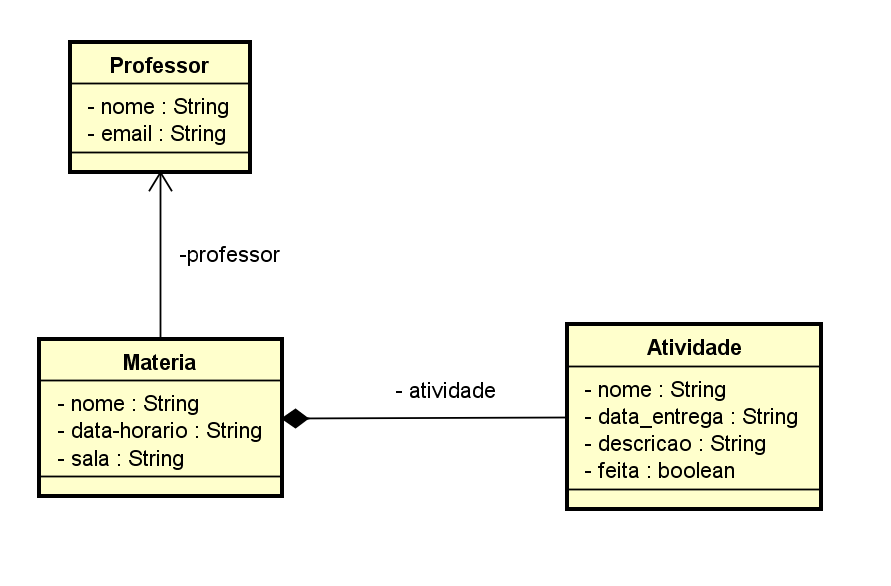 Professor
- nome : String
- email : String
-professor
Materia
- nome : String
- data-horario : String
- sala : String
- atividade
Atividade
- nome : String
- data_entrega : String
- descricao : String
- feita : boolean